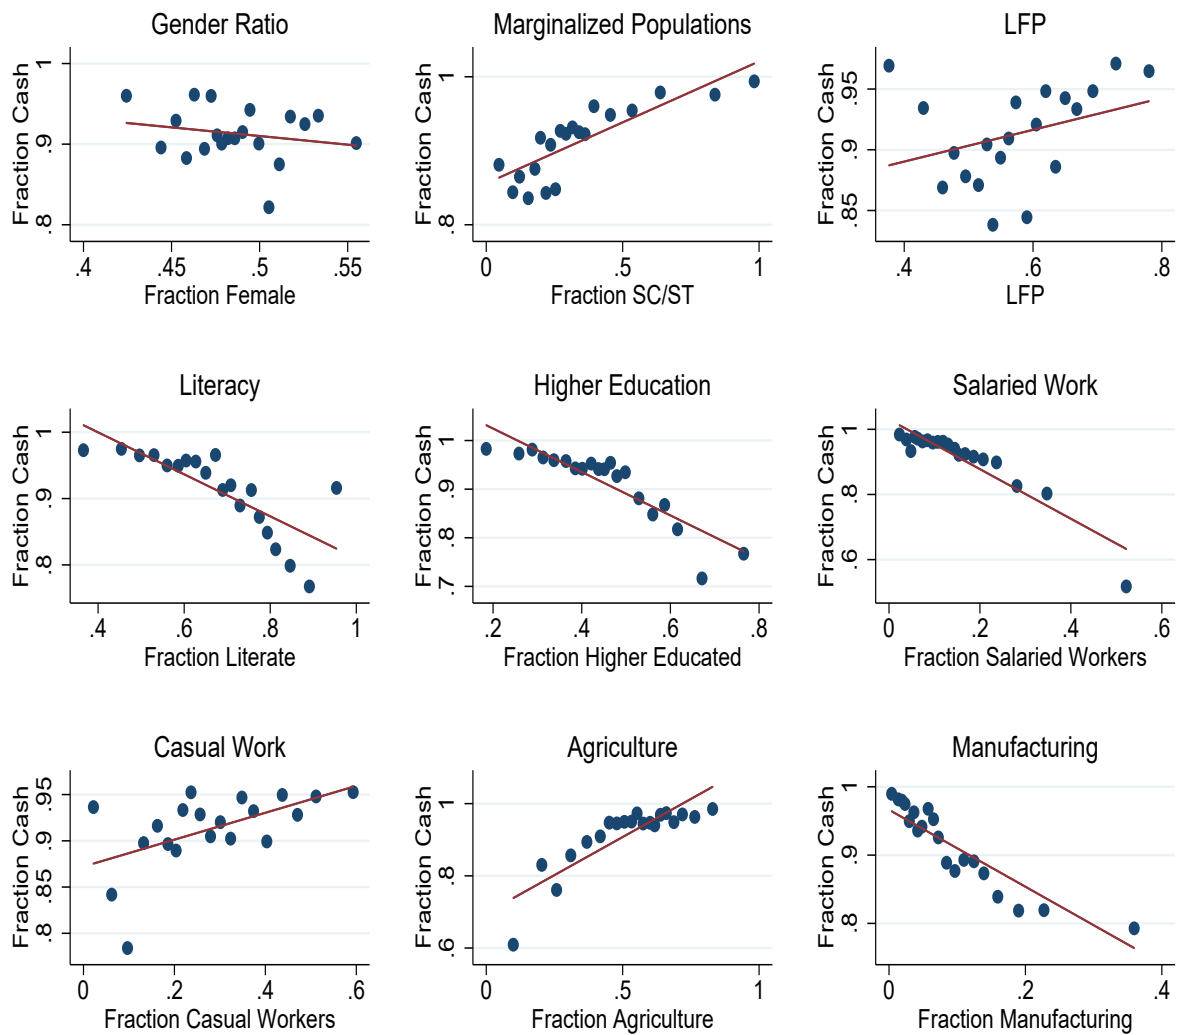 Gender Ratio
Fraction Cash
1
.9
.8
.4
.45
.5
.55
Fraction Female
Marginalized Populations
Fraction Cash
1
.8
0
.5
1
Fraction SC/ST
LFP
Fraction Cash
.95
.9
.85
.4
.6
.8
LFP
Literacy
Fraction Cash
1
.9
.8
.4
.6
.8
1
Fraction Literate
Higher Education
Fraction Cash
1
.9
.8
.7
.2
.4
.6
.8
Fraction Higher Educated
Salaried Work
Fraction Cash
1
.8
.6
0
.2
.4
.6
Fraction Salaried Workers
Casual Work
Fraction Cash
.95
.9
.85
.8
0
.2
.4
.6
Fraction Casual Workers
Agriculture
Fraction Cash
1
.8
.6
0
.5
1
Fraction Agriculture
Manufacturing
Fraction Cash
1
.9
.8
0
.2
.4
Fraction Manufacturing